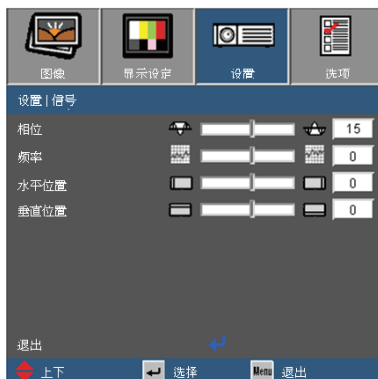 图像 显示设定 设置 选项
设置 | 信号
相位 15
频率 0
水平位置 0
垂直位置 0
退出
上下 选择 Menu 退出